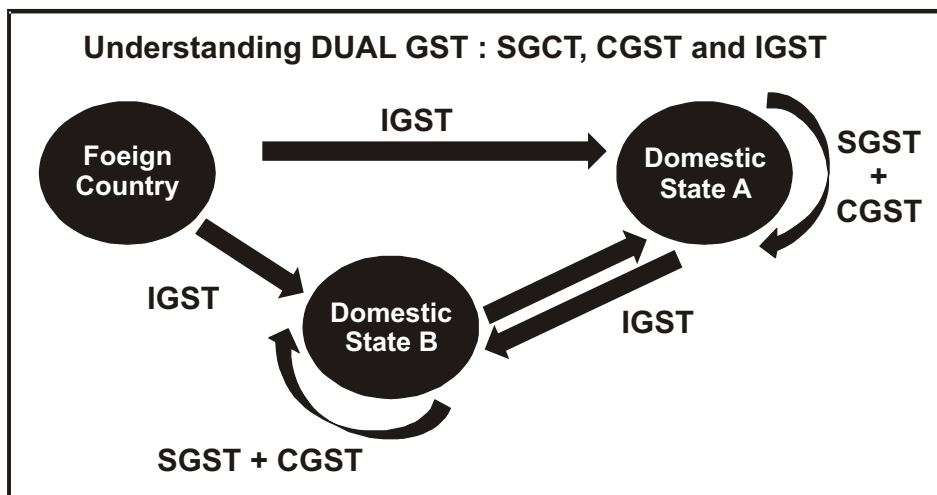 Understanding DUAL GST : SGCT, CGST and IGST
IGST
Foeign
Country
Domestic
State A
SGST
+
CGST
IGST
Domestic
State B
IGST
SGST + CGST